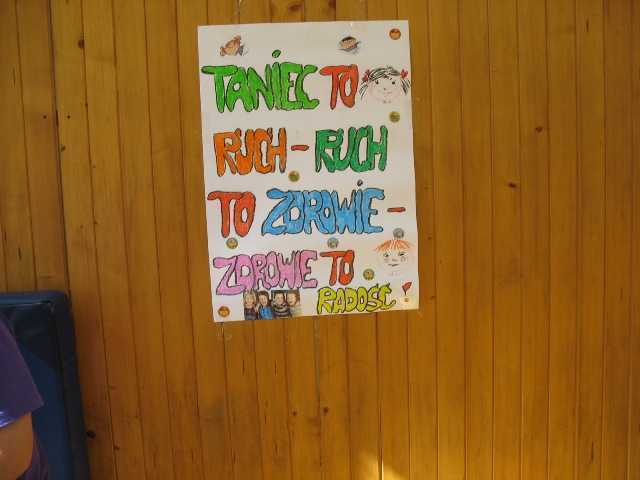 TANIEC TO
RUCH - RUCH
TO ZDROWIE -
ZDROWIE TO
RADOŚĆ!